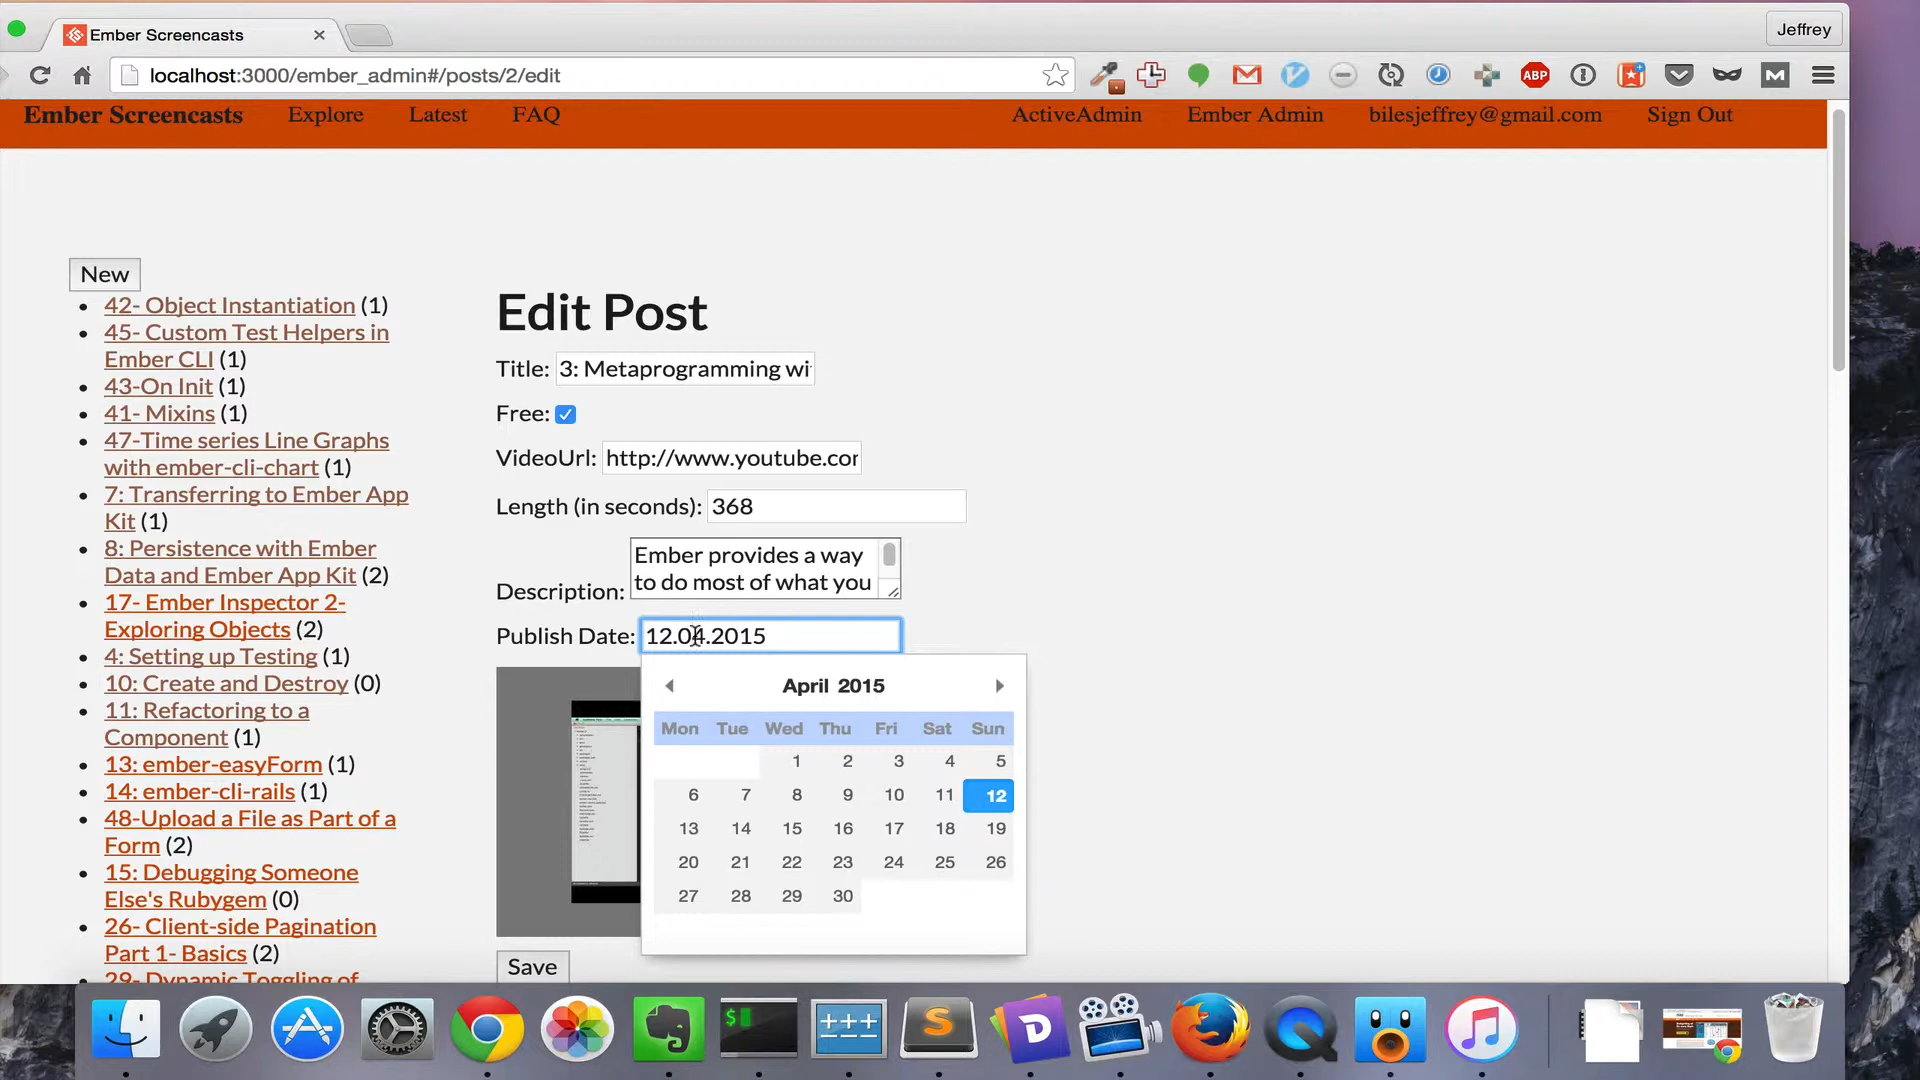 Ember Screencasts
Jeffrey
localhost:3000/ember_admin#/posts/2/edit
ABP
M
Ember Screencasts Explore Latest FAQ ActiveAdmin Ember Admin bilesjeffrey@gmail.com Sign Out
New
42- Object Instantiation (1)
45- Custom Test Helpers in
Ember CLI (1)
43-On Init (1)
41- Mixins (1)
47-Time series Line Graphs
with ember-cli-chart (1)
7: Transferring to Ember App
Kit (1)
8: Persistence with Ember
Data and Ember App Kit (2)
17- Ember Inspector 2-
Exploring Objects (2)
4: Setting up Testing (1)
10: Create and Destroy (0)
11: Refactoring to a
Component (1)
13: ember-easyForm (1)
14: ember-cli-rails (1)
48-Upload a File as Part of a
Form (2)
15: Debugging Someone
Else's Rubygem (0)
26- Client-side Pagination
Part 1- Basics (2)
29- Dynamic Toggling of
Edit Post
Title: 3: Metaprogramming wi
Free:
VideoUrl: http://www.youtube.cor
Length (in seconds): 368
Ember provides a way
to do most of what you
Description:
Publish Date: 12.04.2015
April 2015
Mon Tue Wed Thu Fri Sat Sun
1 2 3 4 5
6 7 8 9 10 11 12
13 14 15 16 17 18 19
20 21 22 23 24 25 26
27 28 29 30
Save